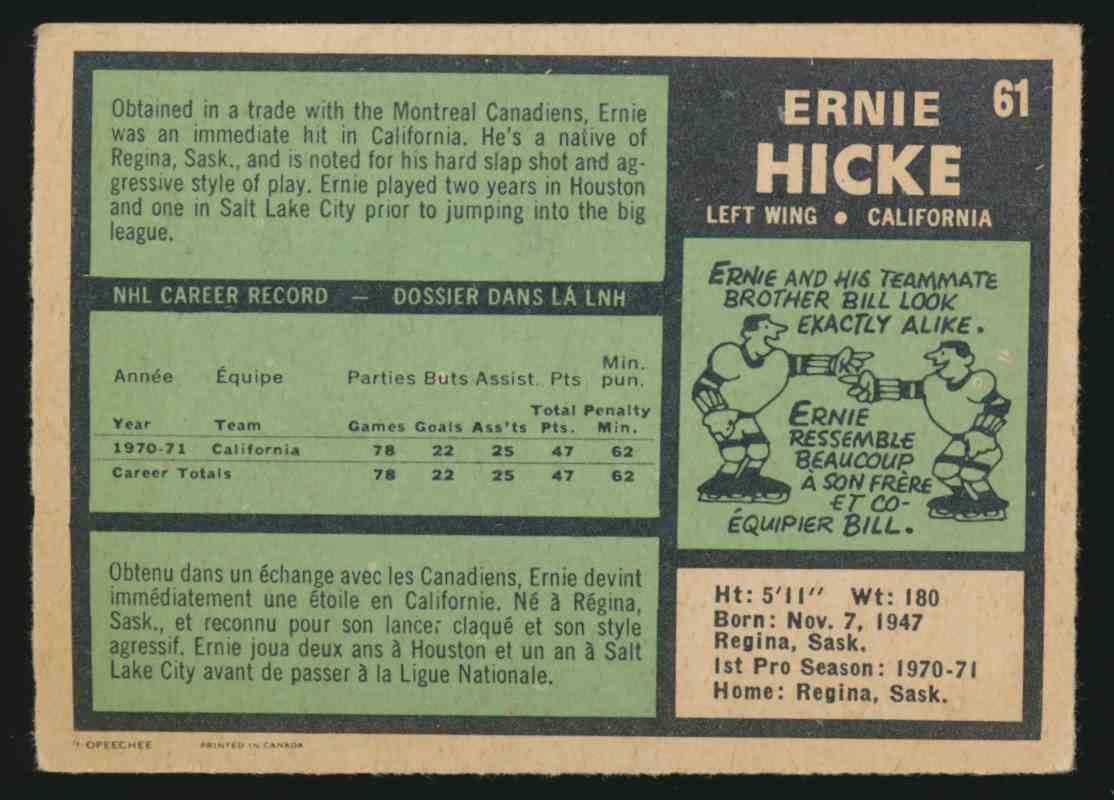 Obtained in a trade with the Montreal Canadiens, Ernie
was an immediate hit in California. He's a native of
Regina, Sask., and is noted for his hard slap shot and ag-
gressive style of play. Ernie played two years in Houston
and one in Salt Lake City prior to jumping into the big
league.
61
ERNIE
HICKE
LEFT WING • CALIFORNIA
NHL CAREER RECORD — DOSSIER DANS LÁ LNH
Année Équipe Parties Buts Assist. Pts Min. pun.
Year Team Games Goals Ass'ts Total Pts. Penalty Min.
1970-71 California 78 22 25 47 62
Career Totals 78 22 25 47 62
ERNIE AND HIS TEAMMATE
BROTHER BILL LOOK
EXACTLY ALIKE.
ERNIE
RESSEMBLE
BEAUCOUP
À SON FRÈRE
ET CO-
ÉQUIPIER BILL.
Obtenu dans un échange avec les Canadiens, Ernie devint
immédiatement une étoile en Californie. Né à Régina,
Sask., et reconnu pour son lancer claqué et son style
agressif. Ernie joua deux ans à Houston et un an à Salt
Lake City avant de passer à la Ligue Nationale.
Ht: 5'11" Wt: 180
Born: Nov. 7, 1947
Regina, Sask.
1st Pro Season: 1970-71
Home: Regina, Sask.
OPEECHEE PRINTED IN CANADA